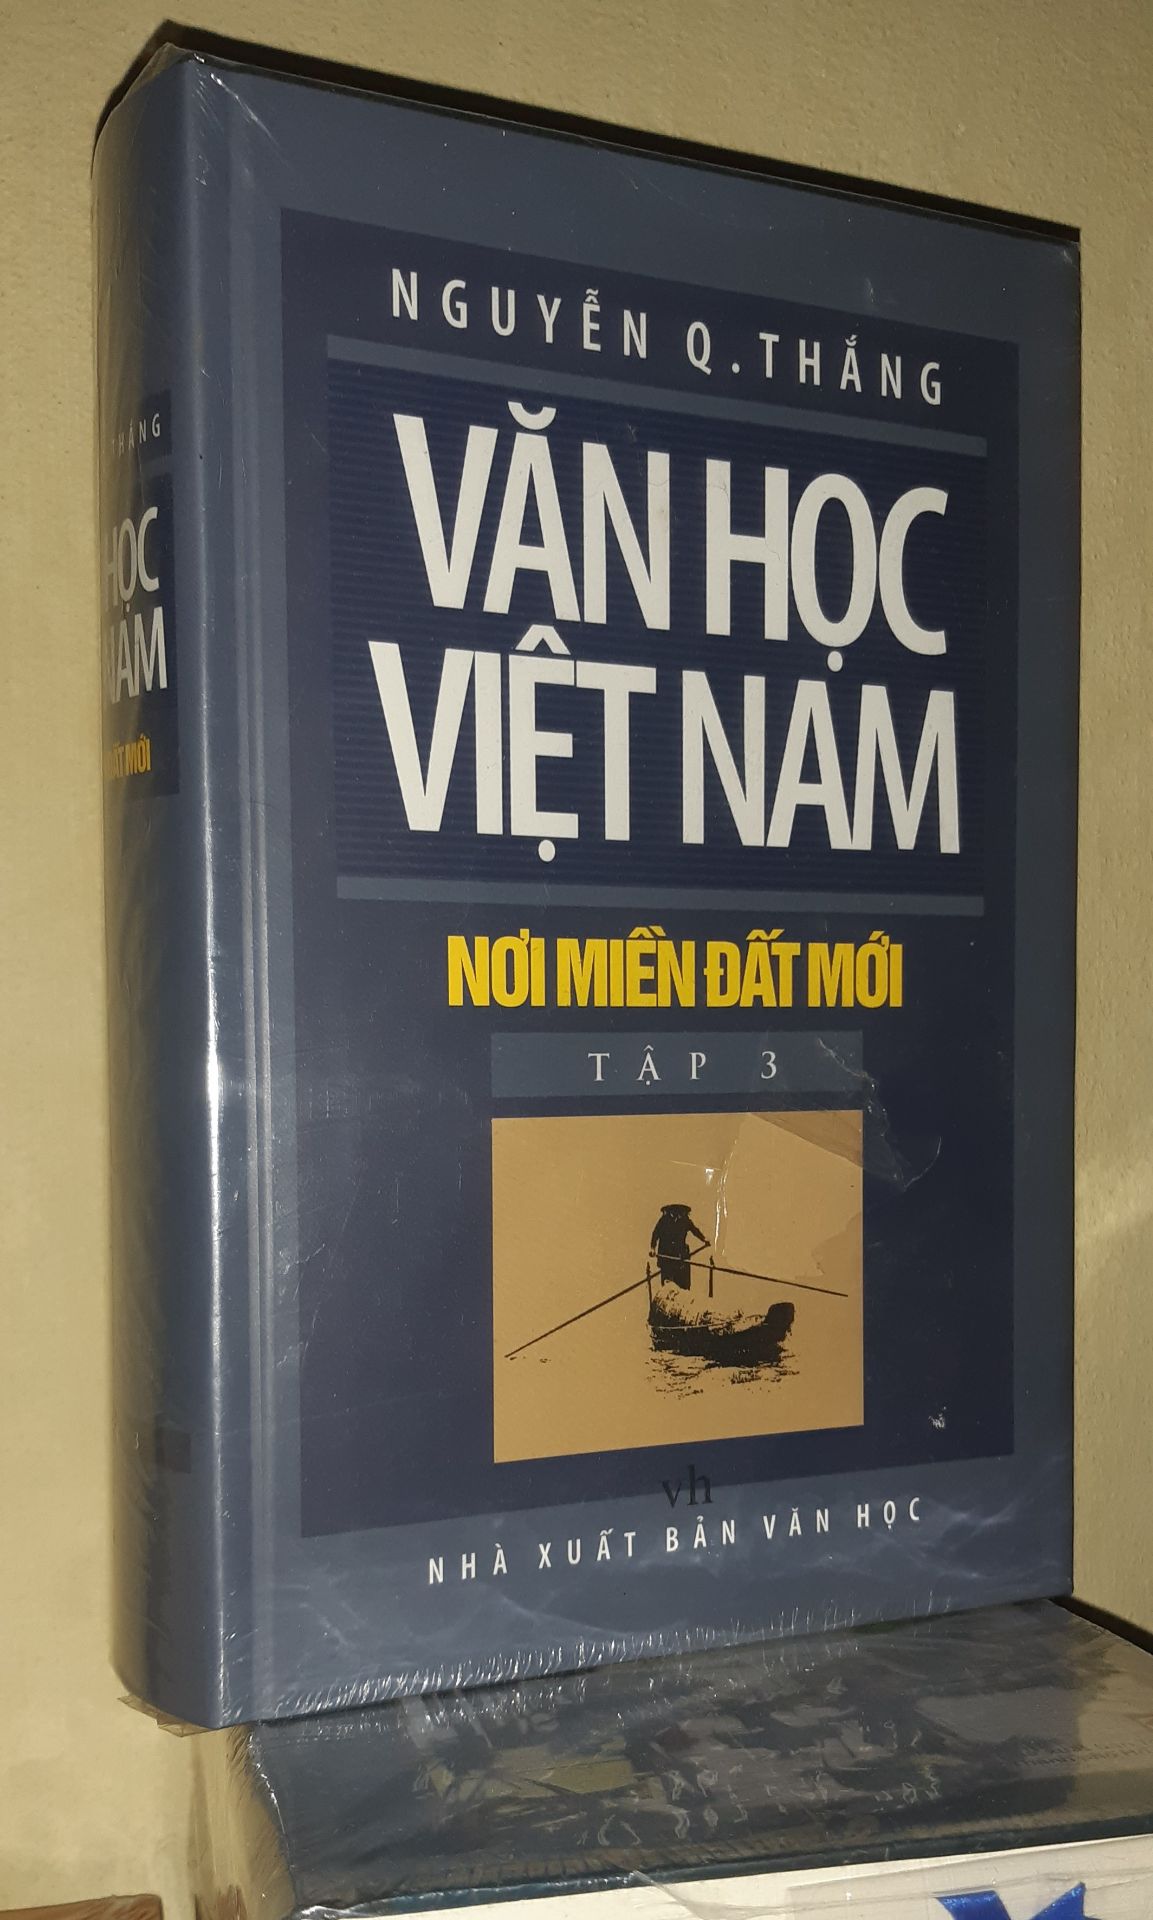 NGUYỄN Q.THẮNG
VĂN HỌC
VIỆT NAM
NƠI MIỀN ĐẤT MỚI
TẬP 3
vh
NHÀ XUẤT BẢN VĂN HỌC
THẮNG
HỌC
NAM
ĐẤT MỚI